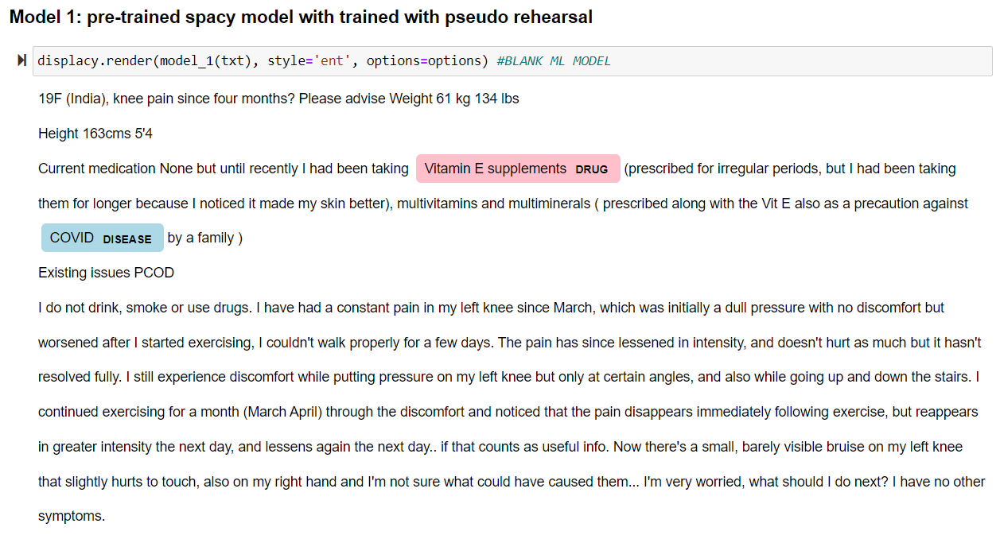 Model 1: pre-trained spacy model with trained with pseudo rehearsal
displacy.render(model_1(txt), style='ent', options=options) #BLANK ML MODEL
19F (India), knee pain since four months? Please advise Weight 61 kg 134 lbs
Height 163cms 5'4
Current medication None but until recently I had been taking Vitamin E supplements DRUG (prescribed for irregular periods, but I had been taking
them for longer because I noticed it made my skin better), multivitamins and multiminerals ( prescribed along with the Vit E also as a precaution against
COVID DISEASE by a family )
Existing issues PCOD
I do not drink, smoke or use drugs. I have had a constant pain in my left knee since March, which was initially a dull pressure with no discomfort but
worsened after I started exercising, I couldn't walk properly for a few days. The pain has since lessened in intensity, and doesn't hurt as much but it hasn't
resolved fully. I still experience discomfort while putting pressure on my left knee but only at certain angles, and also while going up and down the stairs. I
continued exercising for a month (March April) through the discomfort and noticed that the pain disappears immediately following exercise, but reappears
in greater intensity the next day, and lessens again the next day.. if that counts as useful info. Now there's a small, barely visible bruise on my left knee
that slightly hurts to touch, also on my right hand and I'm not sure what could have caused them... I'm very worried, what should I do next? I have no other
symptoms.